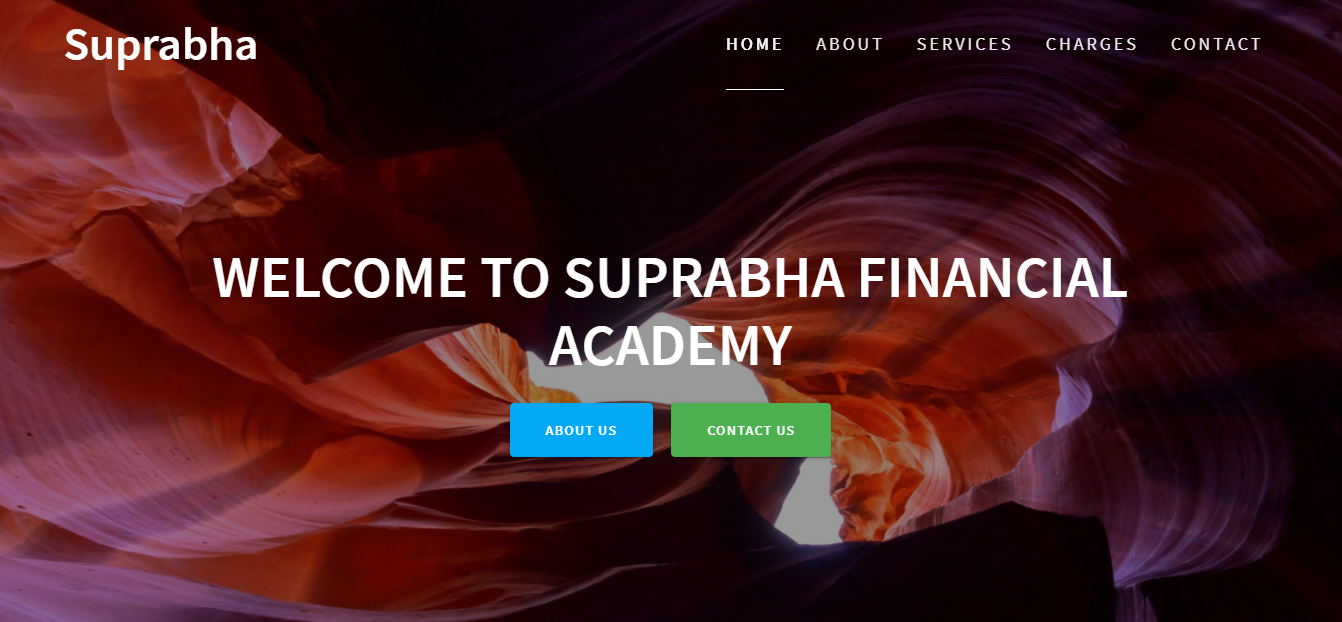 Suprabha
HOME ABOUT SERVICES CHARGES CONTACT
WELCOME TO SUPRABHA FINANCIAL
ACADEMY
ABOUT US CONTACT US